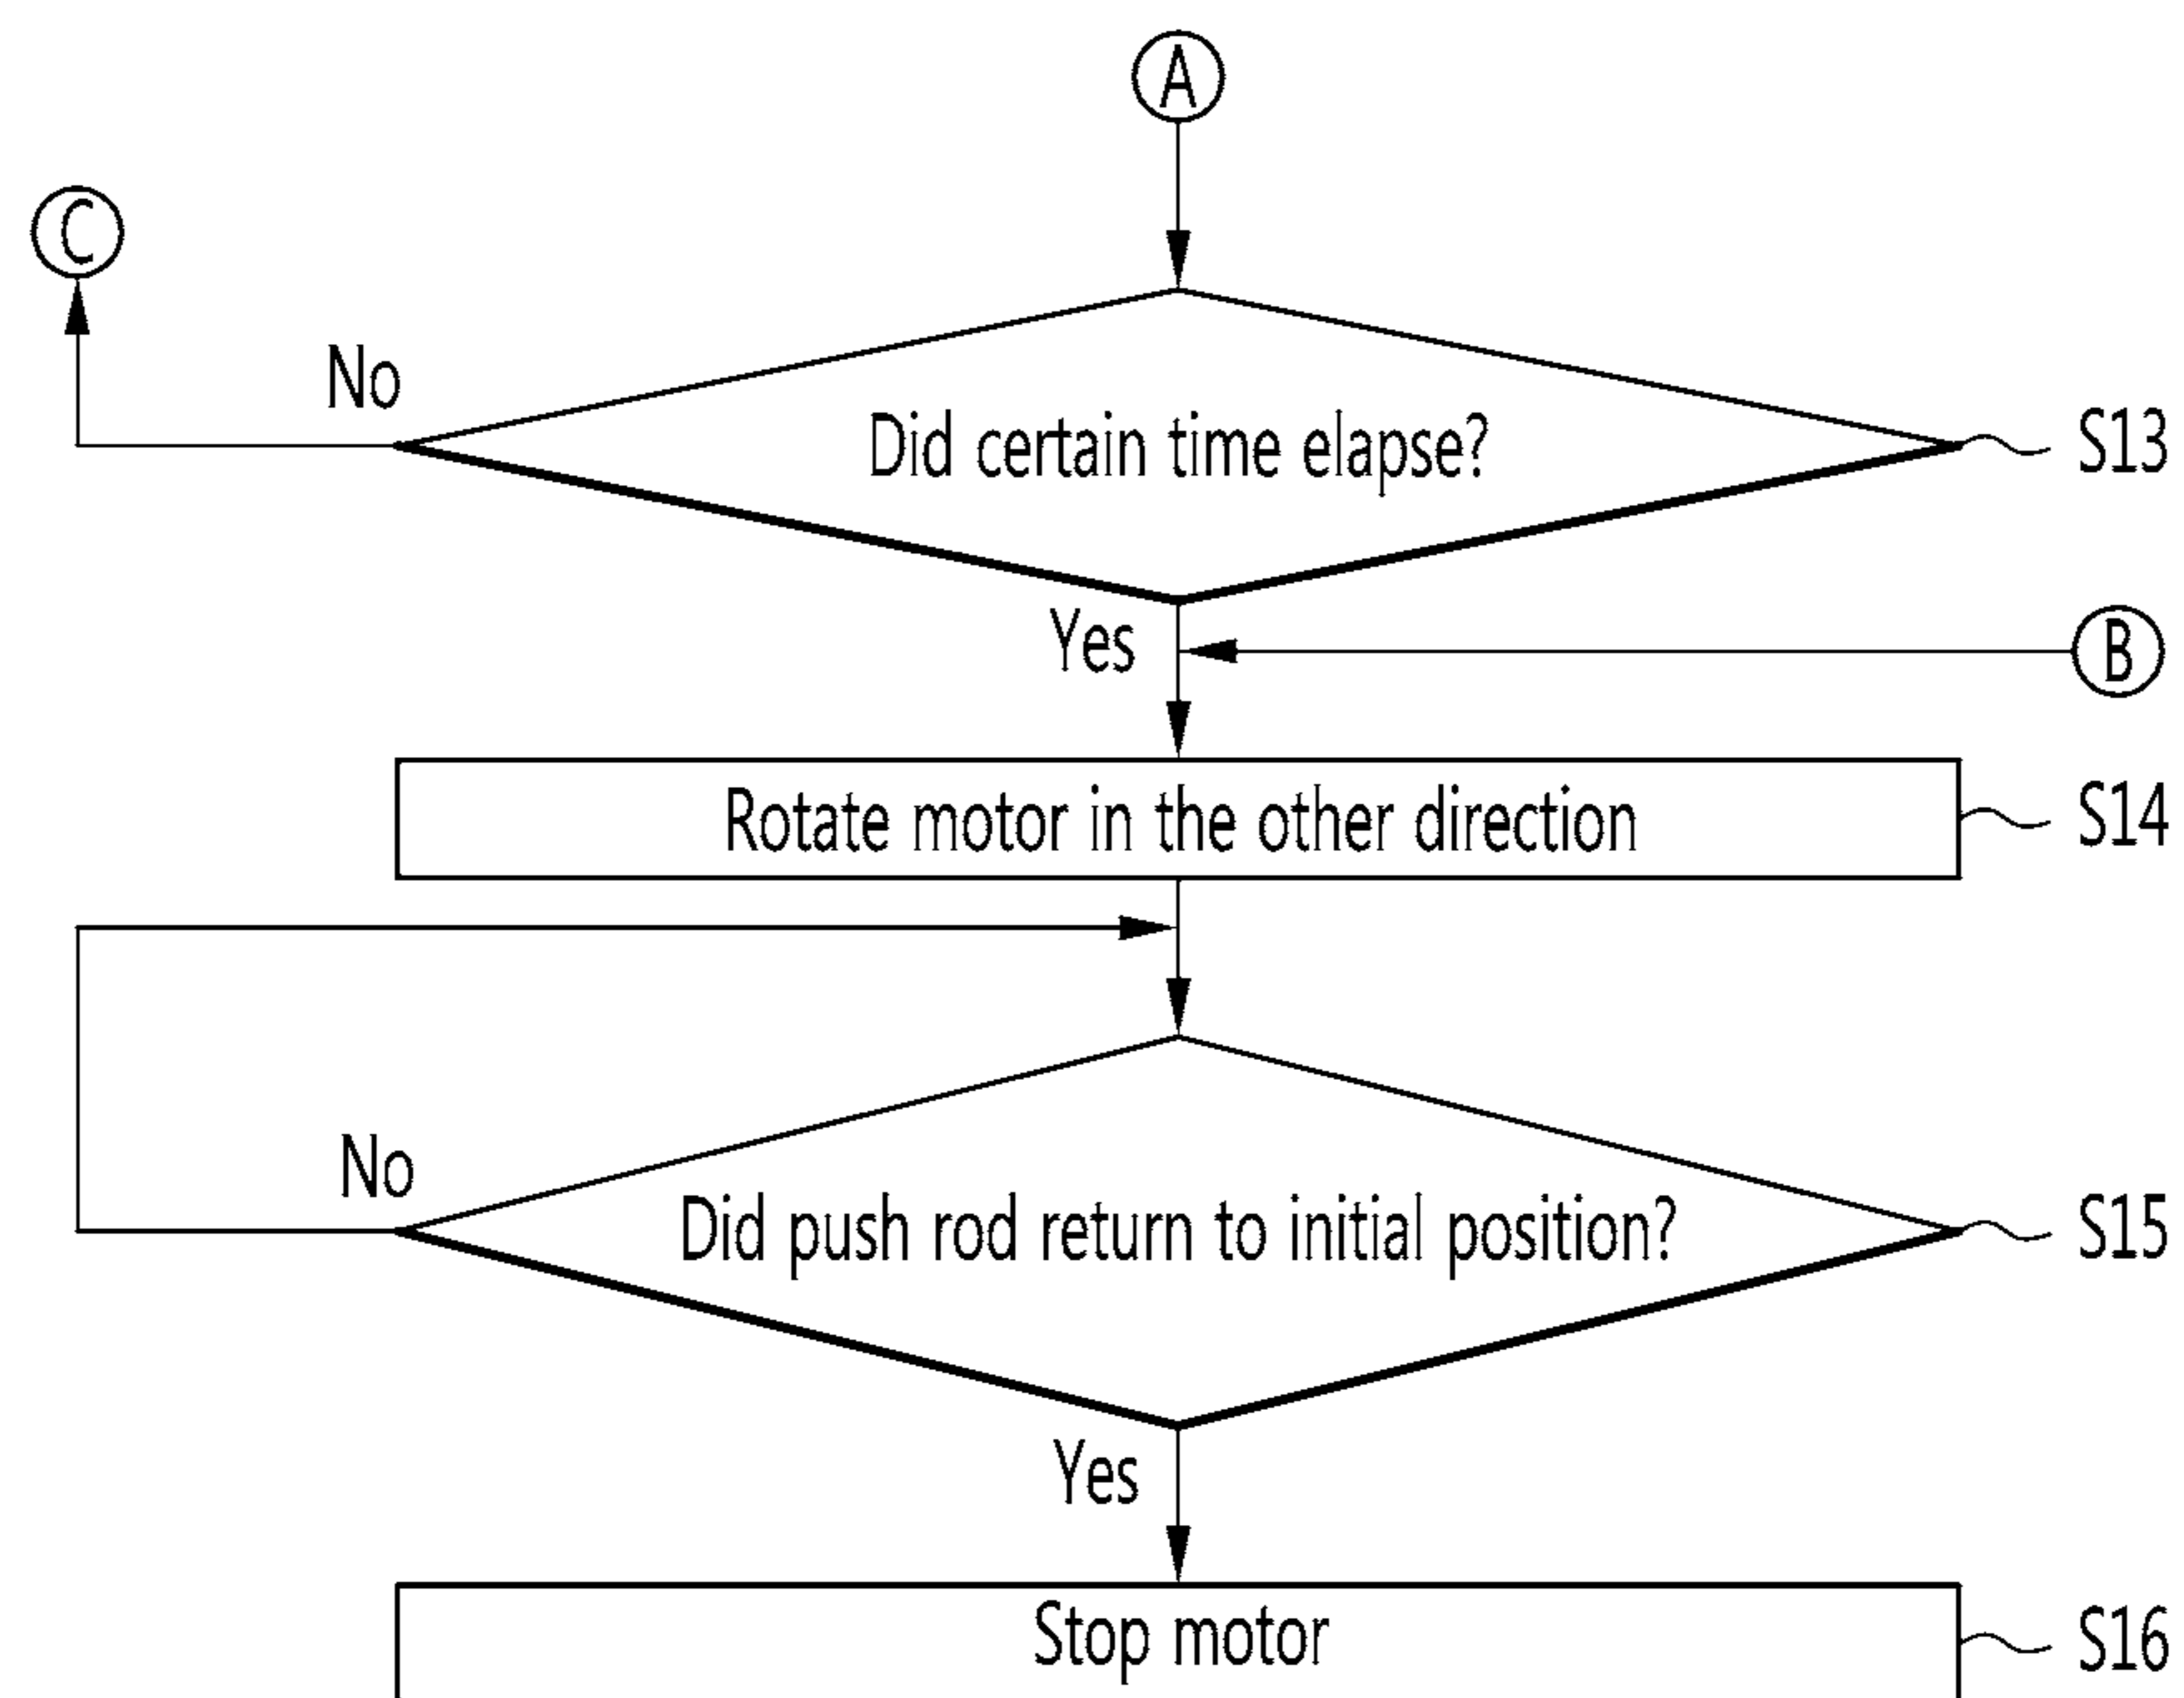 A
C
No
Did certain time elapse?
S13
Yes
B
Rotate motor in the other direction
S14
No
Did push rod return to initial position?
S15
Yes
Stop motor
S16